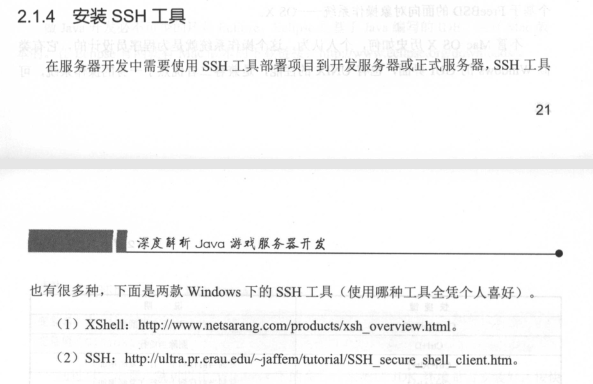 2.1.4 安装 SSH 工具
在服务器开发中需要使用 SSH 工具部署项目到开发服务器或正式服务器，SSH 工具
21
深度解析 Java 游戏服务器开发
也有很多种，下面是两款 Windows 下的 SSH 工具（使用哪种工具全凭个人喜好）。
（1）XShell：http://www.netsarang.com/products/xsh_overview.html。
（2）SSH：http://ultra.pr.erau.edu/~jaffem/tutorial/SSH_secure_shell_client.htm。